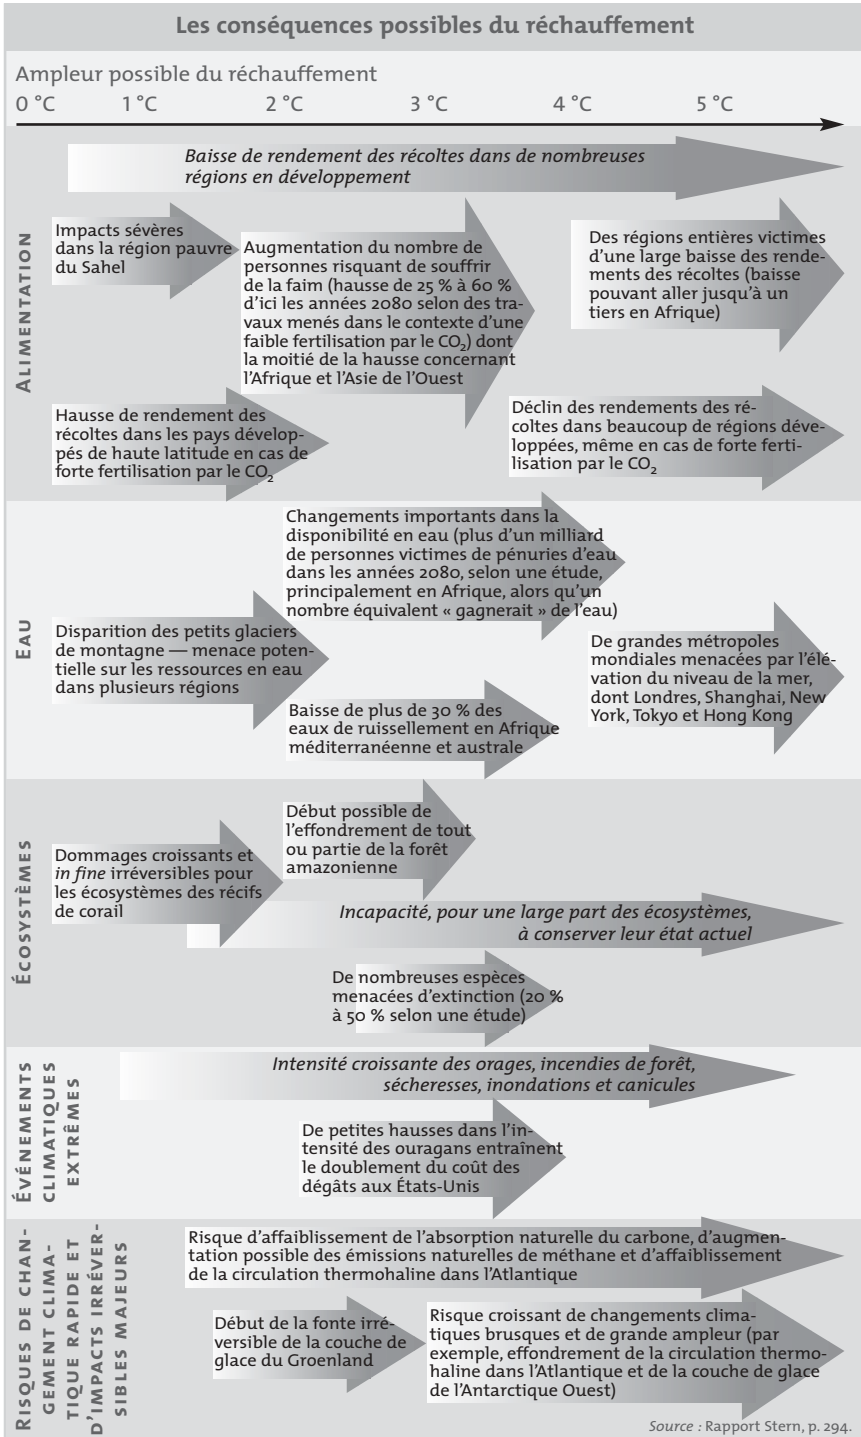 Les conséquences possibles du réchauffement
Ampleur possible du réchauffement
0 °C 1 °C 2 °C 3 °C 4 °C 5 °C
ALIMENTATION
Baisse de rendement des récoltes dans de nombreuses
régions en développement
Impacts sévères
dans la région pauvre
du Sahel
Augmentation du nombre de
personnes risquant de souffrir
de la faim (hausse de 25 % à 60 %
d'ici les années 2080 selon des tra-
vaux menés dans le contexte d'une
faible fertilisation par le CO₂) dont
la moitié de la hausse concernant
l'Afrique et l'Asie de l'Ouest
Des régions entières victimes
d'une large baisse des rende-
ments des récoltes (baisse
pouvant aller jusqu'à un
tiers en Afrique)
Hausse de rendement des
récoltes dans les pays dévelop-
pés de haute latitude en cas de
forte fertilisation par le CO₂
Déclin des rendements des ré-
coltes dans beaucoup de régions déve-
loppées, même en cas de forte ferti-
lisation par le CO₂
EAU
Changements importants dans la
disponibilité en eau (plus d'un milliard
de personnes victimes de pénuries d'eau
dans les années 2080, selon une étude,
principalement en Afrique, alors qu'un
nombre équivalent « gagnerait » de l'eau)
Disparition des petits glaciers
de montagne — menace poten-
tielle sur les ressources en eau
dans plusieurs régions
De grandes métropoles
mondiales menacées par l'élé-
vation du niveau de la mer,
dont Londres, Shanghai, New
York, Tokyo et Hong Kong
Baisse de plus de 30 % des
eaux de ruissellement en Afrique
méditerranéenne et australe
ÉCOSYSTÈMES
Début possible de
l'effondrement de tout
ou partie de la forêt
amazonienne
Dommages croissants et
in fine irréversibles pour
les écosystèmes des récifs
de corail
Incapacité, pour une large part des écosystèmes,
à conserver leur état actuel
De nombreuses espèces
menacées d'extinction (20 %
à 50 % selon une étude)
ÉVÉNEMENTS
CLIMATIQUES
EXTRÊMES
Intensité croissante des orages, incendies de forêt,
sécheresses, inondations et canicules
De petites hausses dans l'in-
tensité des ouragans entraînent
le doublement du coût des
dégâts aux États-Unis
RISQUES DE CHAN-
GEMENT CLIMA-
TIQUE RAPIDE ET
D'IMPACTS IRRÉVER-
SIBLES MAJEURS
Risque d'affaiblissement de l'absorption naturelle du carbone, d'augmen-
tation possible des émissions naturelles de méthane et d'affaiblissement
de la circulation thermohaline dans l'Atlantique
Début de la fonte irré-
versible de la couche de
glace du Groenland
Risque croissant de changements clima-
tiques brusques et de grande ampleur (par
exemple, effondrement de la circulation thermo-
haline dans l'Atlantique et de la couche de glace
de l'Antarctique Ouest)
Source : Rapport Stern, p. 294.